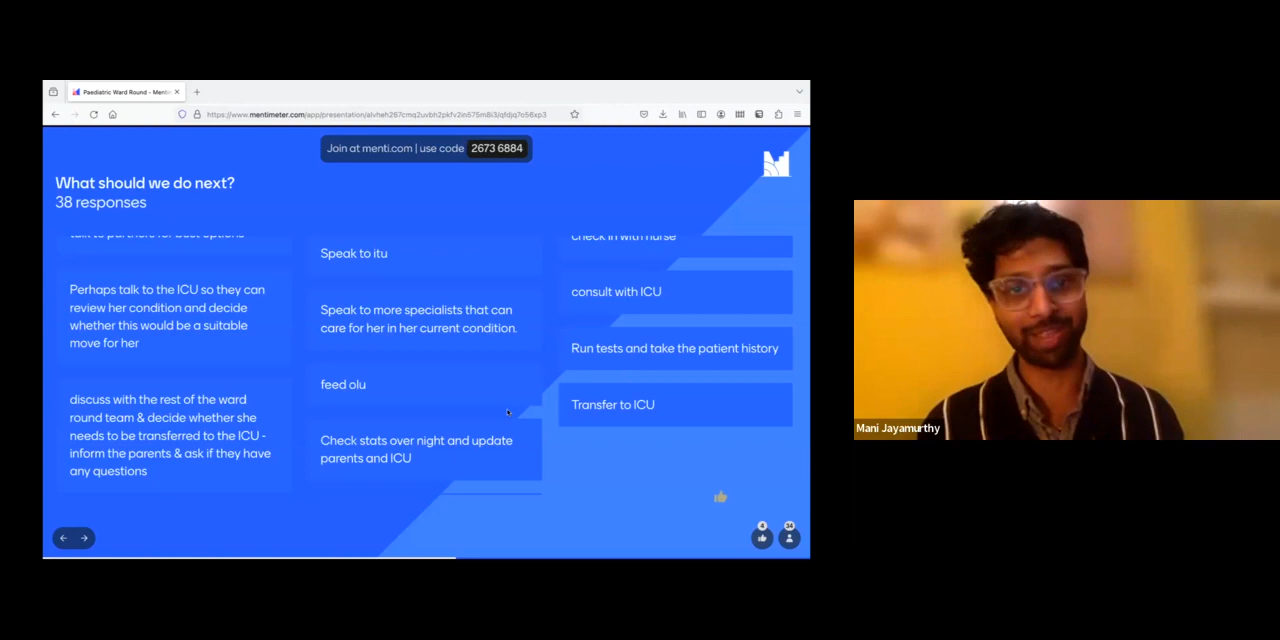 Paediatric Ward Round - Menti
https://www.mentimeter.com/app/presentation/
Join at menti.com | use code 2673 6884
What should we do next?
38 responses
talk to partners for best options
Perhaps talk to the ICU so they can
review her condition and decide
whether this would be a suitable
move for her
discuss with the rest of the ward
round team & decide whether she
needs to be transferred to the ICU -
inform the parents & ask if they have
any questions
Speak to itu
Speak to more specialists that can
care for her in her current condition.
feed olu
Check stats over night and update
parents and ICU
check in with nurse
consult with ICU
Run tests and take the patient history
Transfer to ICU
4
34
Mani Jayamurthy